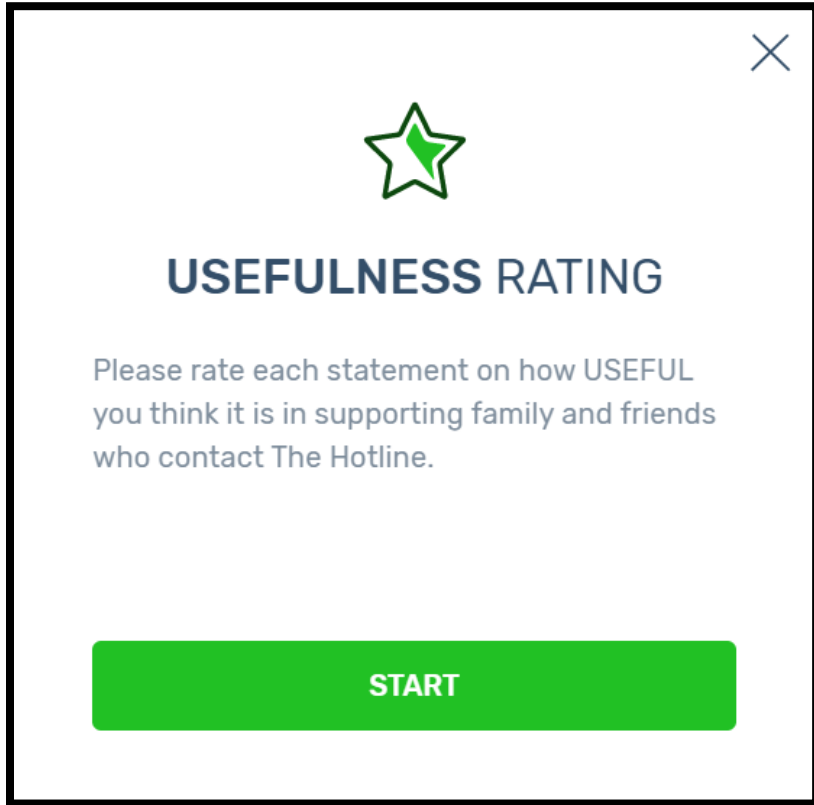 USEFULNESS RATING
Please rate each statement on how USEFUL
you think it is in supporting family and friends
who contact The Hotline.
START